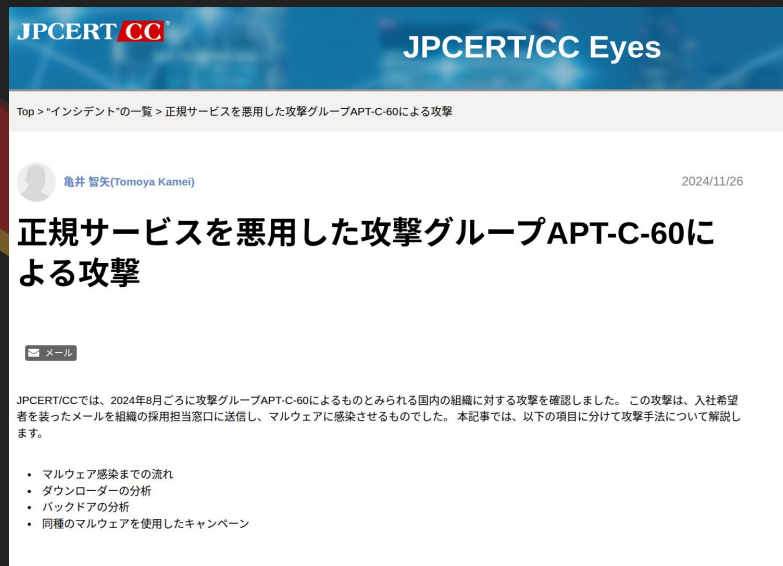 JPCERT CC®
JPCERT/CC Eyes
Top > “インシデント”の一覧 > 正規サービスを悪用した攻撃グループAPT-C-60による攻撃
亀井 智矢(Tomoya Kamei)
2024/11/26
正規サービスを悪用した攻撃グループAPT-C-60に
よる攻撃
メール
JPCERT/CCでは、2024年8月ごろに攻撃グループAPT-C-60によるものとみられる国内の組織に対する攻撃を確認しました。 この攻撃は、入社希望
者を装ったメールを組織の採用担当窓口に送信し、マルウェアに感染させるものでした。 本記事では、以下の項目に分けて攻撃手法について解説し
ます。
• マルウェア感染までの流れ
• ダウンローダーの分析
• バックドアの分析
• 同種のマルウェアを使用したキャンペーン